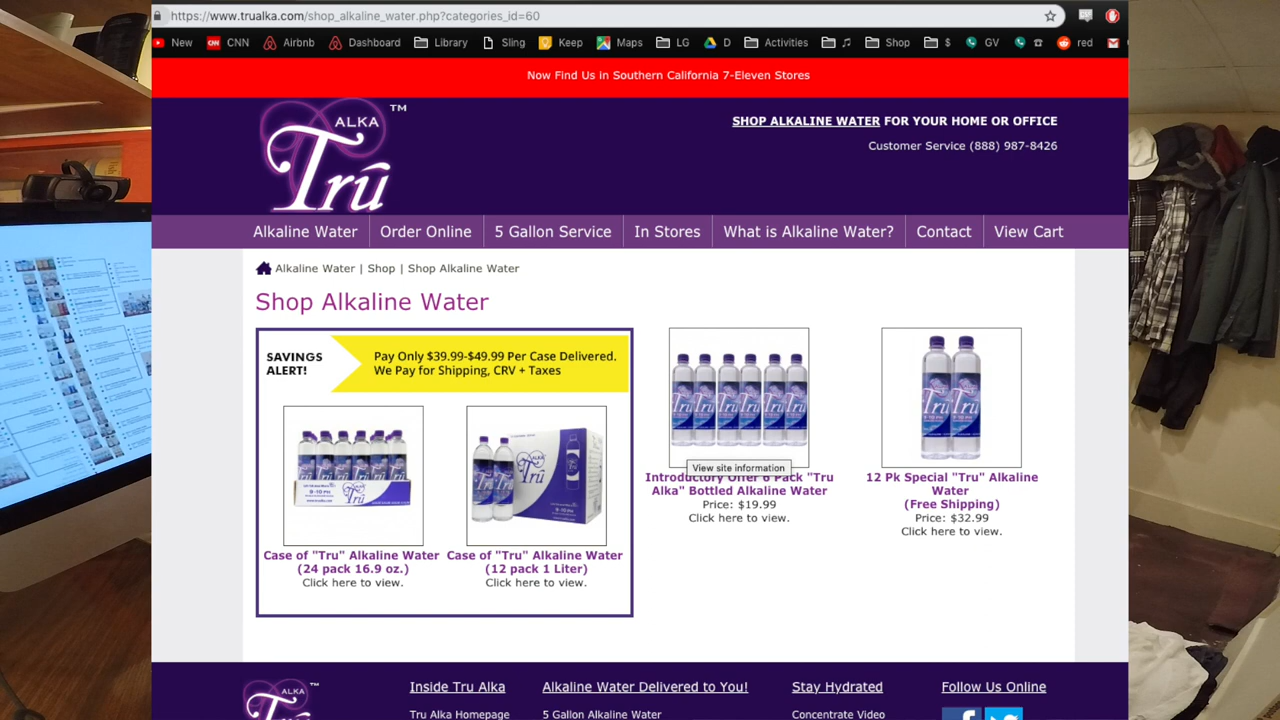 https://www.trualka.com/shop_alkaline_water.php?categories_id=60
New CNN Airbnb Dashboard Library Sling Keep Maps LG D Activities Shop $ GV red
Now Find Us in Southern California 7-Eleven Stores
ALKA
Trū
TM
SHOP ALKALINE WATER FOR YOUR HOME OR OFFICE
Customer Service (888) 987-8426
Alkaline Water Order Online 5 Gallon Service In Stores What is Alkaline Water? Contact View Cart
Alkaline Water | Shop | Shop Alkaline Water
Shop Alkaline Water
SAVINGS
ALERT!
Pay Only $39.99-$49.99 Per Case Delivered.
We Pay for Shipping, CRV + Taxes
Case of "Tru" Alkaline Water
(24 pack 16.9 oz.)
Click here to view.
Case of "Tru" Alkaline Water
(12 pack 1 Liter)
Click here to view.
View site information
Introductory Offer 6 Pack "Tru
Alka" Bottled Alkaline Water
Price: $19.99
Click here to view.
12 Pk Special "Tru" Alkaline
Water
(Free Shipping)
Price: $32.99
Click here to view.
ALKA
TM
Inside Tru Alka
Tru Alka Homepage
Alkaline Water Delivered to You!
5 Gallon Alkaline Water
Stay Hydrated
Concentrate Video
Follow Us Online